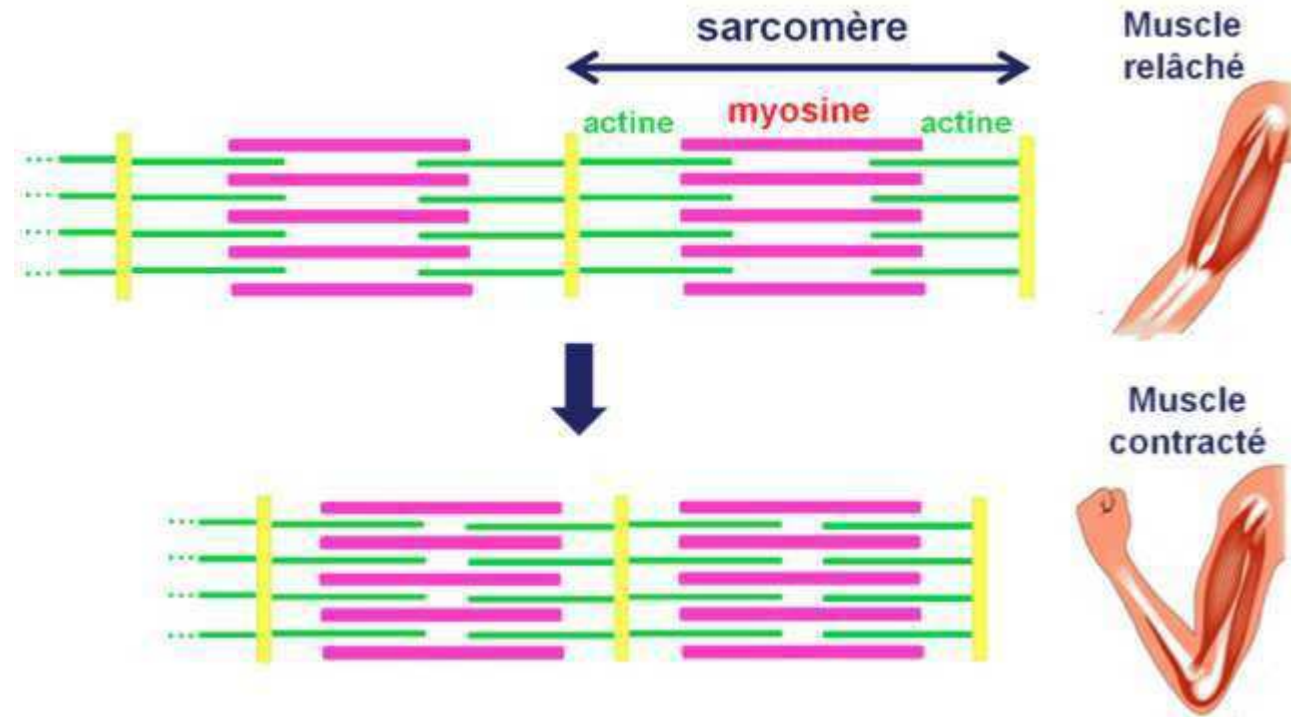 sarcomère
Muscle
relâché
actine
myosine
actine
Muscle
contracté